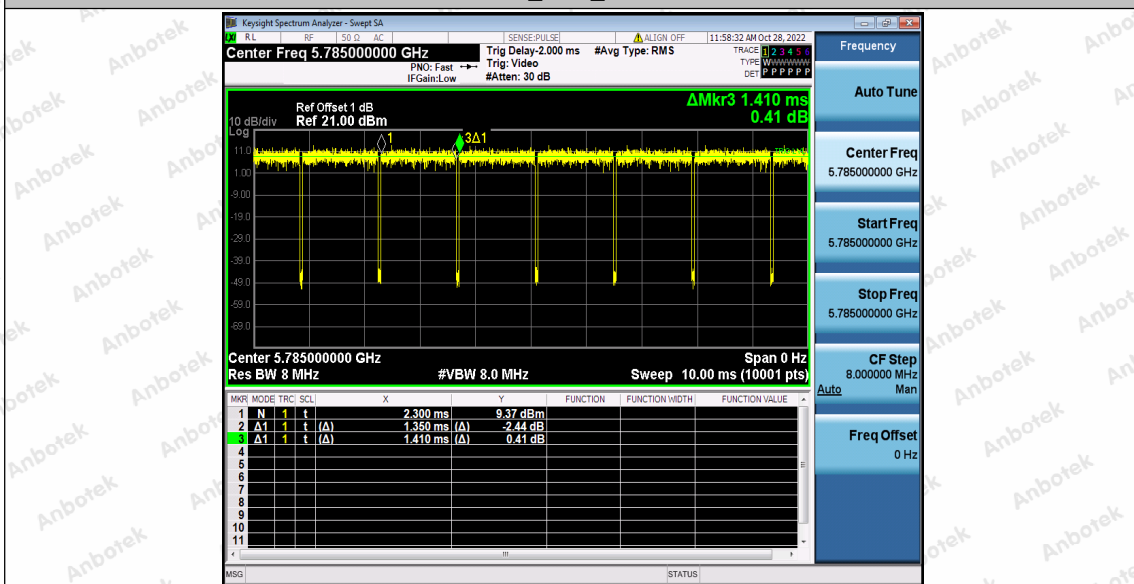 Keysight Spectrum Analyzer - Swept SA
LXI RL RF 50 Ω AC SENSE:PULSE ALIGN OFF 11:58:32 AM Oct 28, 2022
Center Freq 5.785000000 GHz
PNO: Fast
IFGain:Low
Trig Delay-2.000 ms
Trig: Video
#Atten: 30 dB
#Avg Type: RMS
TRACE 1 2 3 4 5 6
TYPE WWWWWW
DET P P P P P P
ΔMkr3 1.410 ms
0.41 dB
Ref Offset 1 dB
10 dB/div Ref 21.00 dBm
Log
11.0
1.00
-9.00
-19.0
-29.0
-39.0
-49.0
-59.0
-69.0
1
3Δ1
Center 5.785000000 GHz Span 0 Hz
Res BW 8 MHz #VBW 8.0 MHz Sweep 10.00 ms (10001 pts)
MKR MODE TRC SCL X Y FUNCTION FUNCTION WIDTH FUNCTION VALUE
1 N 1 t 2.300 ms 9.37 dBm
2 Δ1 1 t (Δ) 1.350 ms (Δ) -2.44 dB
3 Δ1 1 t (Δ) 1.410 ms (Δ) 0.41 dB
4
5
6
7
8
9
10
11
MSG STATUS
Frequency
Auto Tune
Center Freq
5.785000000 GHz
Start Freq
5.785000000 GHz
Stop Freq
5.785000000 GHz
CF Step
8.000000 MHz
Auto Man
Freq Offset
0 Hz
Anbotek